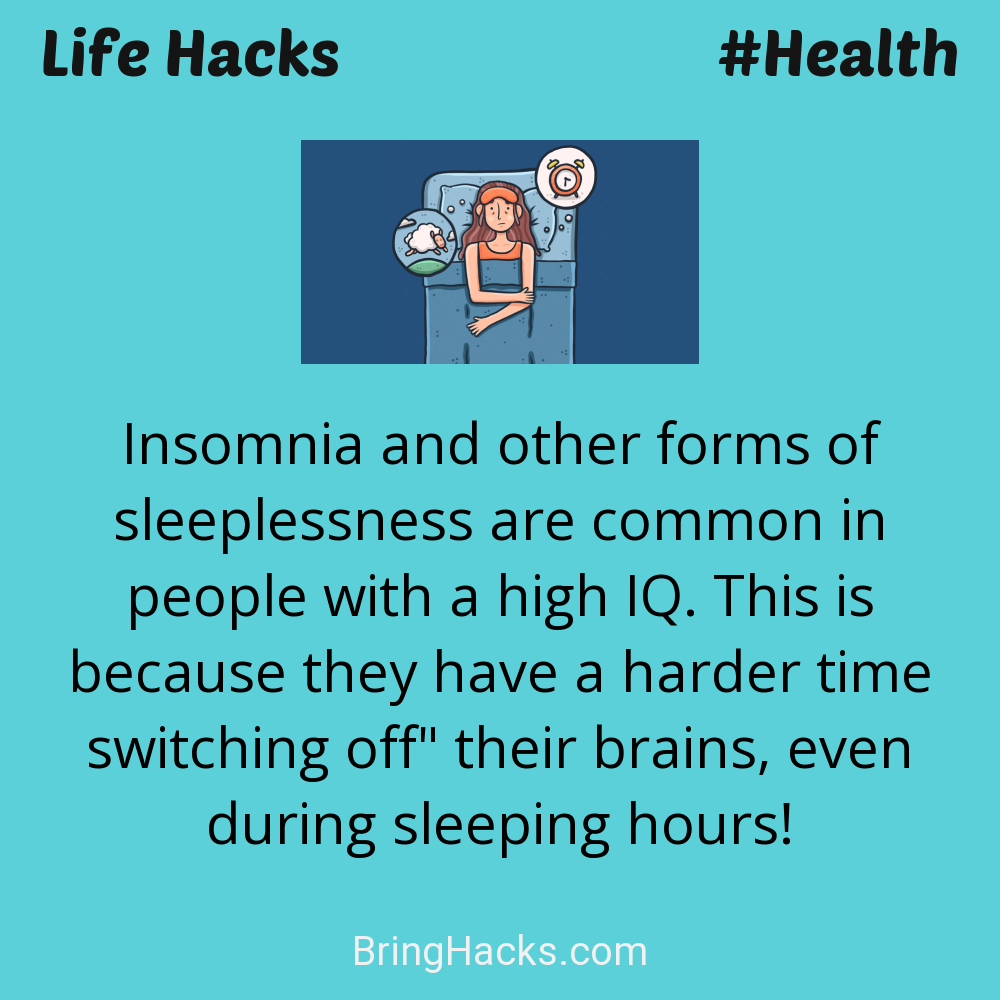 Life Hacks
#Health
Insomnia and other forms of
sleeplessness are common in
people with a high IQ. This is
because they have a harder time
switching off" their brains, even
during sleeping hours!
BringHacks.com